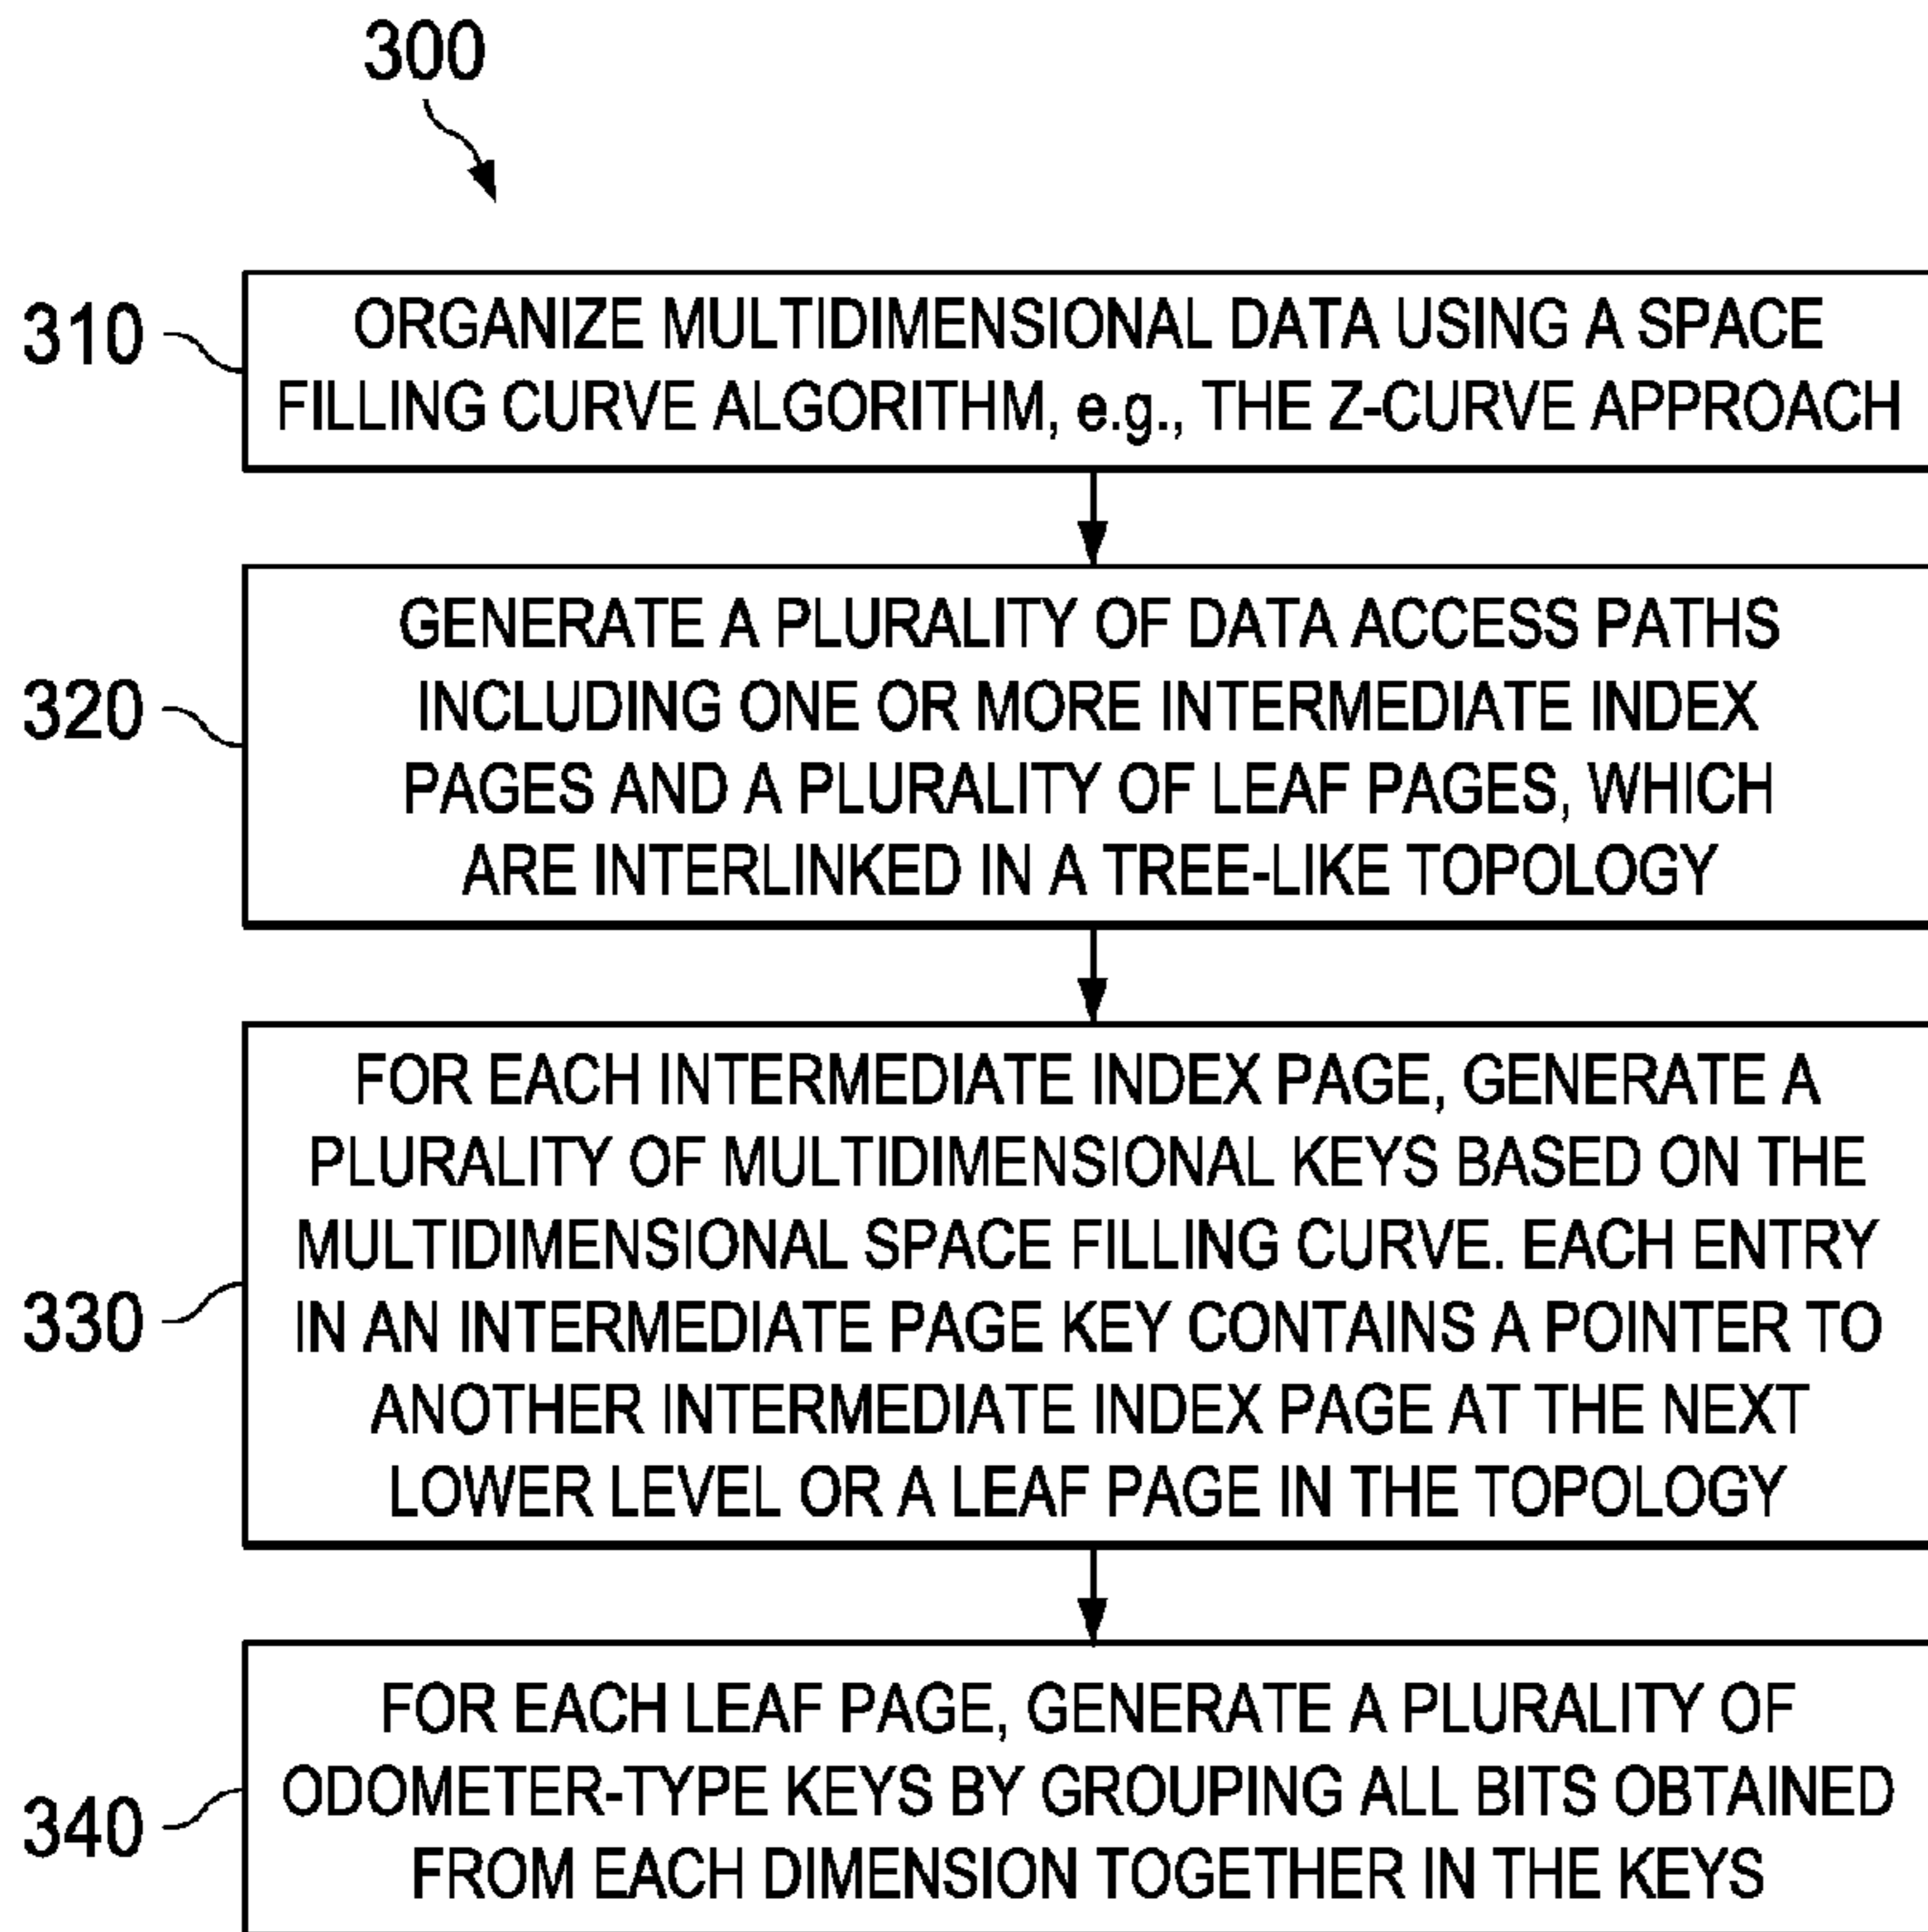 300
310
ORGANIZE MULTIDIMENSIONAL DATA USING A SPACE
FILLING CURVE ALGORITHM, e.g., THE Z-CURVE APPROACH
320
GENERATE A PLURALITY OF DATA ACCESS PATHS
INCLUDING ONE OR MORE INTERMEDIATE INDEX
PAGES AND A PLURALITY OF LEAF PAGES, WHICH
ARE INTERLINKED IN A TREE-LIKE TOPOLOGY
330
FOR EACH INTERMEDIATE INDEX PAGE, GENERATE A
PLURALITY OF MULTIDIMENSIONAL KEYS BASED ON THE
MULTIDIMENSIONAL SPACE FILLING CURVE. EACH ENTRY
IN AN INTERMEDIATE PAGE KEY CONTAINS A POINTER TO
ANOTHER INTERMEDIATE INDEX PAGE AT THE NEXT
LOWER LEVEL OR A LEAF PAGE IN THE TOPOLOGY
340
FOR EACH LEAF PAGE, GENERATE A PLURALITY OF
ODOMETER-TYPE KEYS BY GROUPING ALL BITS OBTAINED
FROM EACH DIMENSION TOGETHER IN THE KEYS